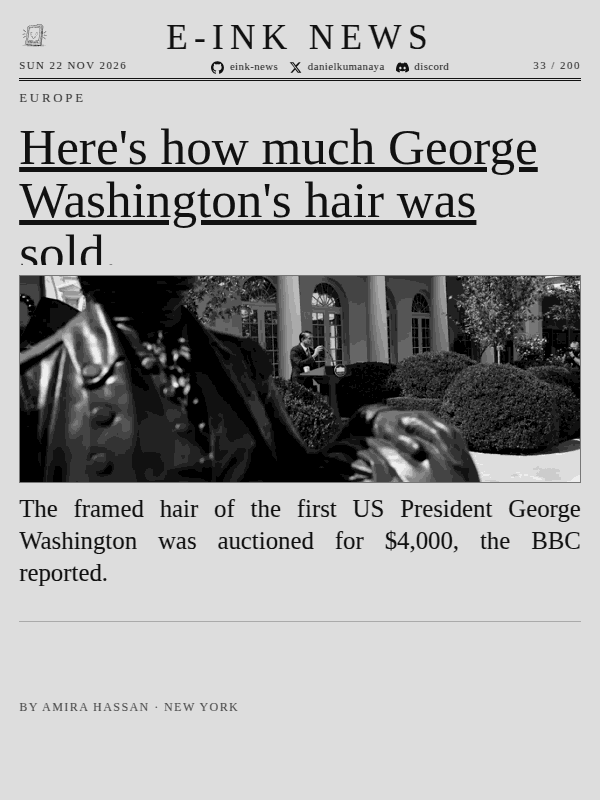 E-INK NEWS
SUN 22 NOV 2026
eink-news danielkumanaya discord
33 / 200
EUROPE
Here's how much George
Washington's hair was
sold.
The framed hair of the first US President George
Washington was auctioned for $4,000, the BBC
reported.
BY AMIRA HASSAN · NEW YORK